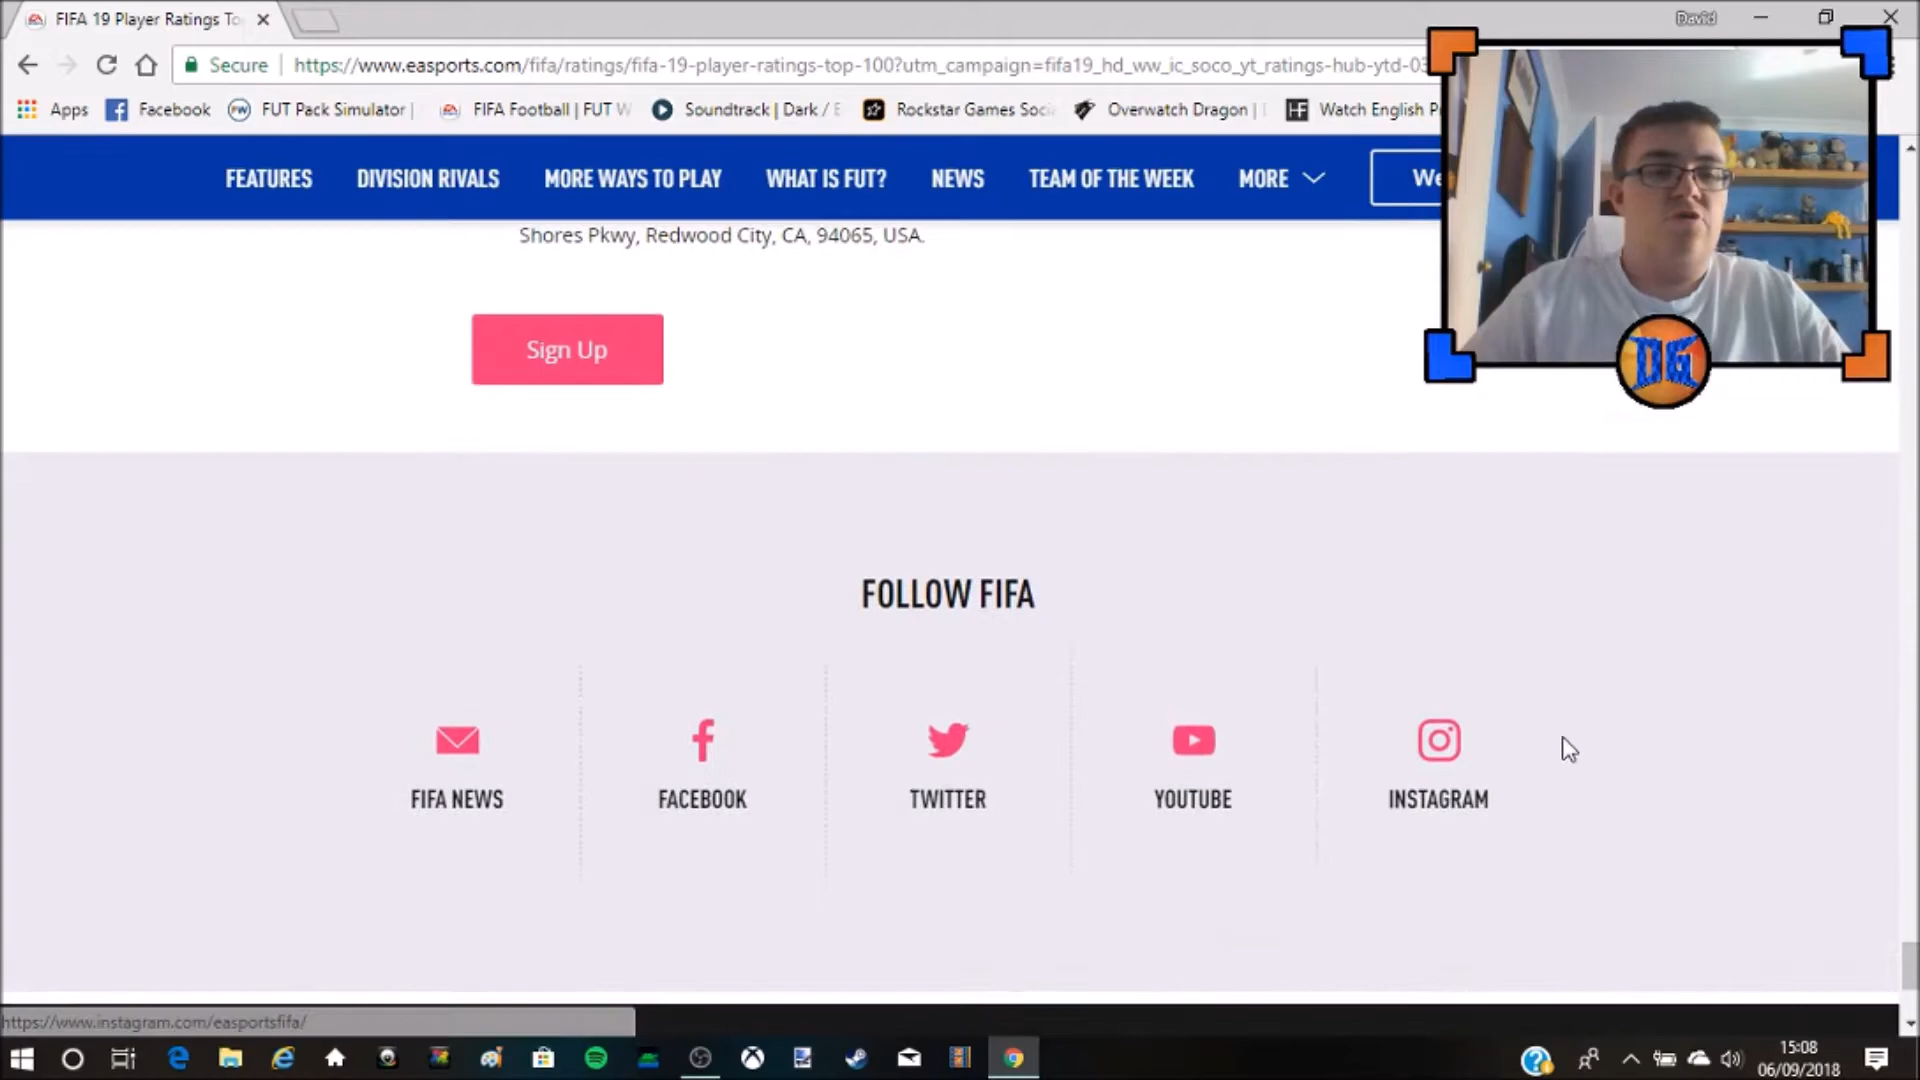 FIFA 19 Player Ratings To
David
Secure
https://www.easports.com/fifa/ratings/fifa-19-player-ratings-top-100?utm_campaign=fifa19_hd_ww_ic_soco_yt_ratings-hub-ytd-03
Apps Facebook FUT Pack Simulator | FIFA Football | FUT W Soundtrack | Dark / E Rockstar Games Soci Overwatch Dragon | Watch English P
FEATURES DIVISION RIVALS MORE WAYS TO PLAY WHAT IS FUT? NEWS TEAM OF THE WEEK MORE We
Shores Pkwy, Redwood City, CA, 94065, USA.
Sign Up
DG
FOLLOW FIFA
FIFA NEWS FACEBOOK TWITTER YOUTUBE INSTAGRAM
https://www.instagram.com/easportsfifa/
15:08
06/09/2018